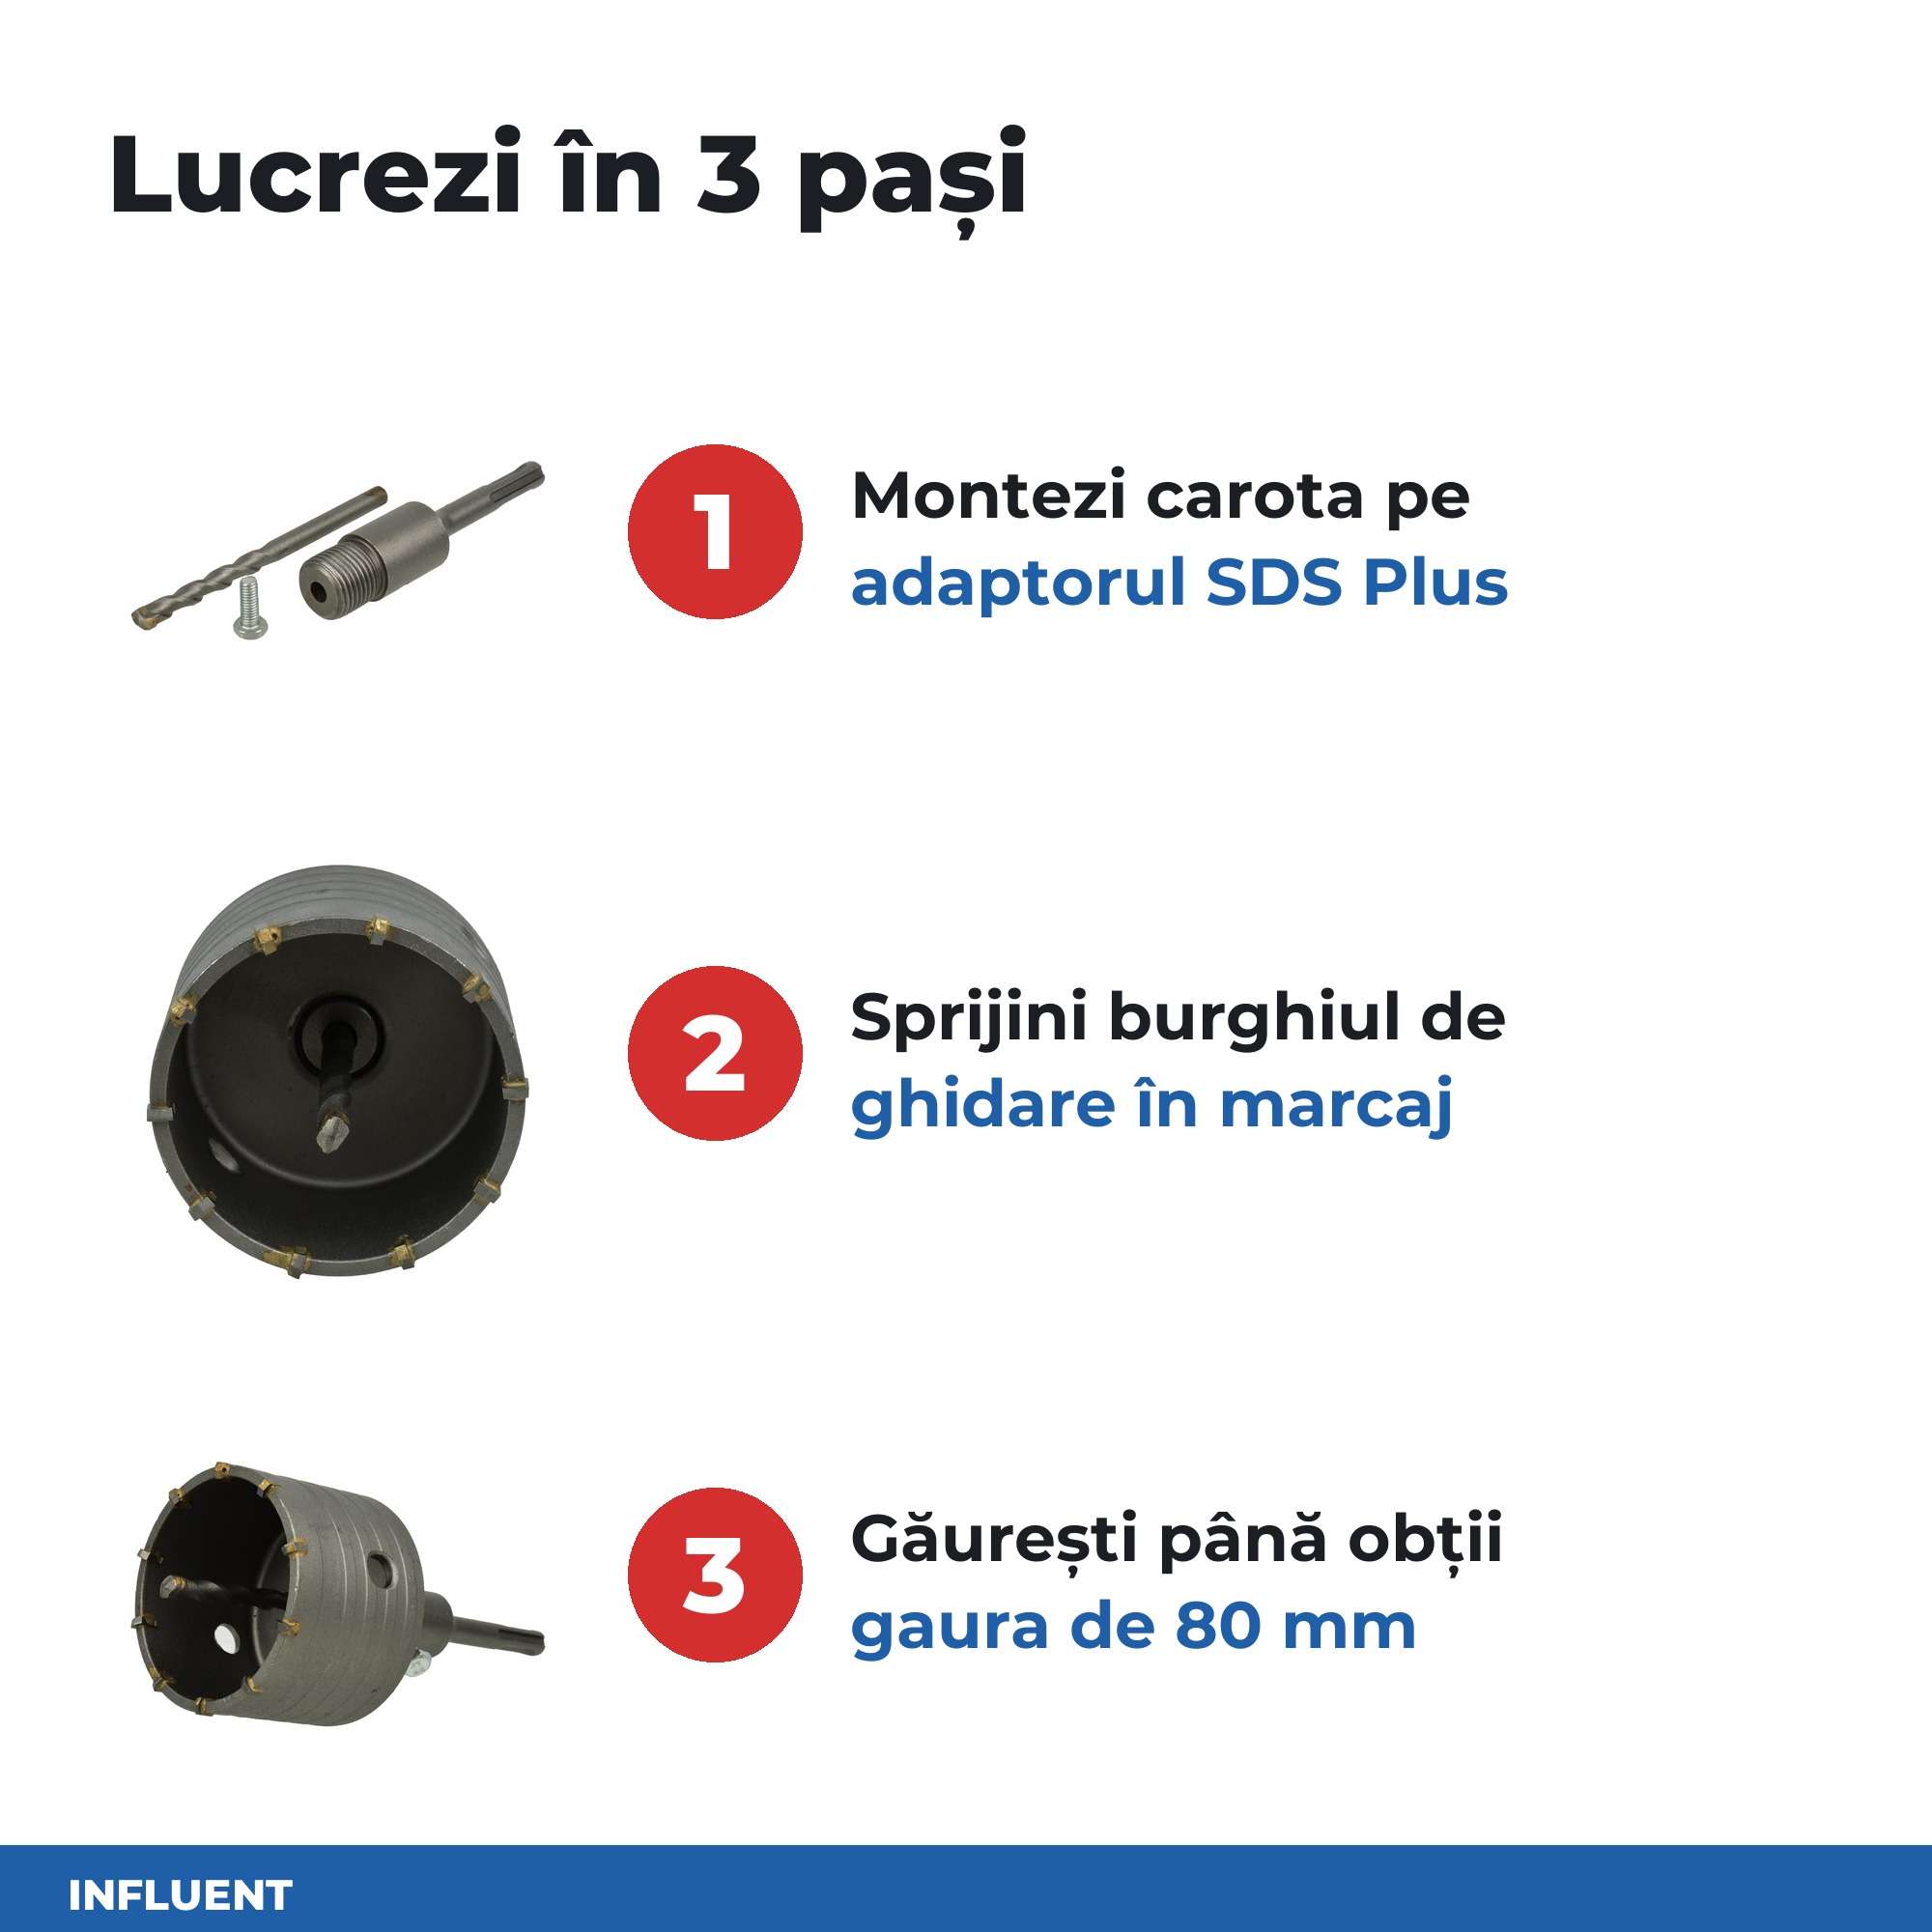 Lucrezi în 3 pași
1
Montezi carota pe
adaptorul SDS Plus
2
Sprijini burghiul de
ghidare în marcaj
3
Găurești până obții
gaura de 80 mm
INFLUENT